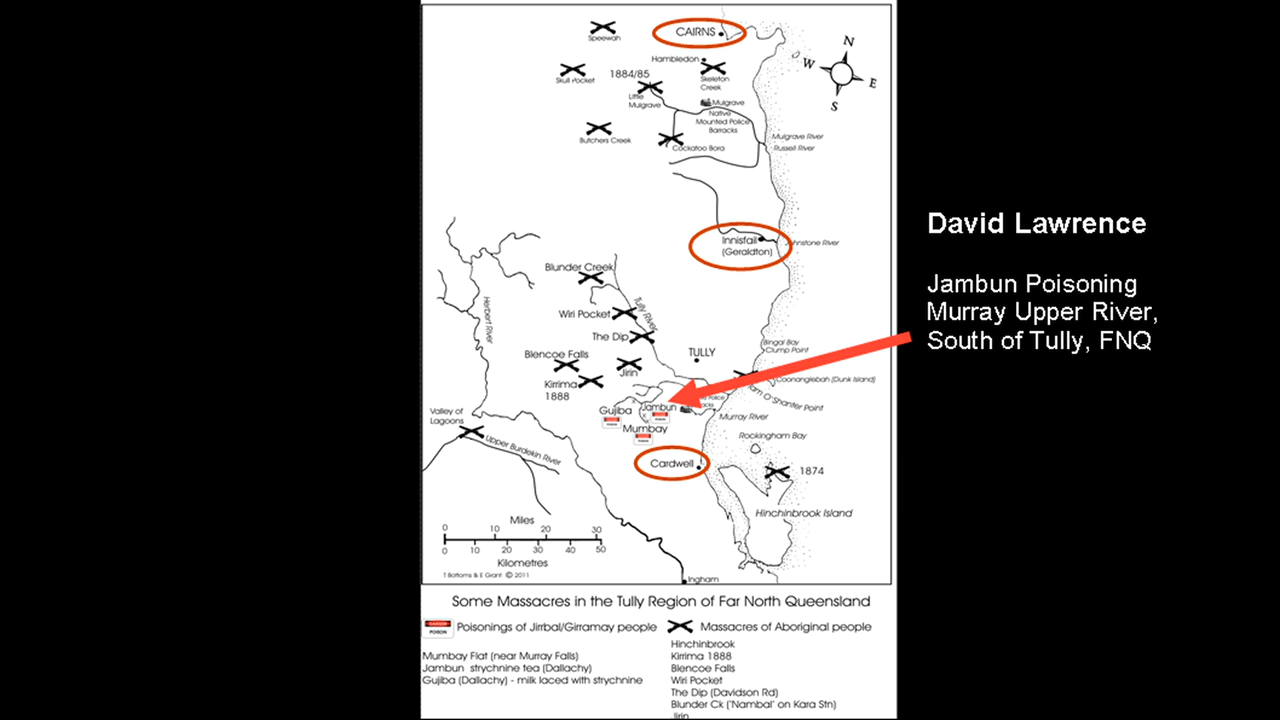 CAIRNS
Speewah
Hambledon
Skull Pocket
1884/85
Skeleton
Creek
Little
Mulgrave
Mulgrave
Native
Mounted Police
Barracks
Butchers Creek
Cockatoo Bora
Mulgrave River
Russell River
N
W
E
S
Innisfail
(Geraldton)
Johnstone River
David Lawrence
Jambun Poisoning
Murray Upper River,
South of Tully, FNQ
Blunder Creek
Herbert River
Wiri Pocket
Tully River
The Dip
TULLY
Bingal Bay
Clump Point
Blencoe Falls
Jirin
Kirrima
1888
Coonanglebah (Dunk Island)
O'Shanter Point
Police
Gujiba
Jambun
Mumbay
Murray River
Valley of
Lagoons
Upper Burdekin River
Rockingham Bay
Cardwell
1874
Hinchinbrook Island
Miles
0 10 20 30
0 10 20 30 40 50
Kilometres
T Bottoms & E Grant © 2011
Ingham
Some Massacres in the Tully Region of Far North Queensland
DANGER
POISON
Poisonings of Jirrbal/Girramay people
Massacres of Aboriginal people
Mumbay Flat (near Murray Falls)
Jambun strychnine tea (Dallachy)
Gujiba (Dallachy) - milk laced with strychnine
Hinchinbrook
Kirrima 1888
Blencoe Falls
Wiri Pocket
The Dip (Davidson Rd)
Blunder Ck ('Nambal' on Kara Stn)
Jirin